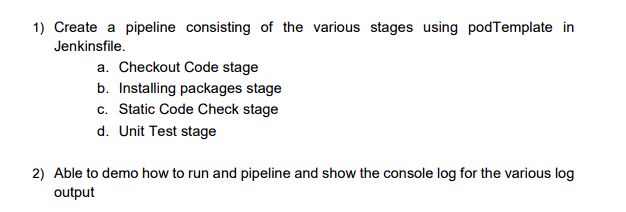 1) Create a pipeline consisting of the various stages using podTemplate in
Jenkinsfile.
a. Checkout Code stage
b. Installing packages stage
c. Static Code Check stage
d. Unit Test stage
2) Able to demo how to run and pipeline and show the console log for the various log
output